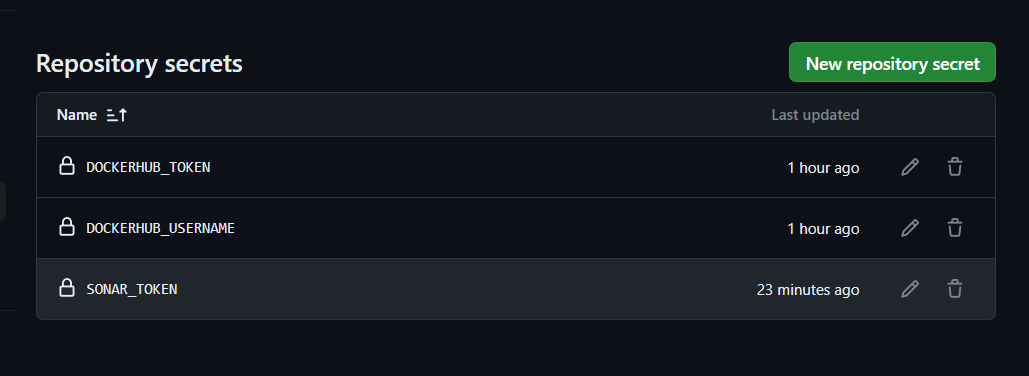 Repository secrets
New repository secret
Name
Last updated
DOCKERHUB_TOKEN
1 hour ago
DOCKERHUB_USERNAME
1 hour ago
SONAR_TOKEN
23 minutes ago